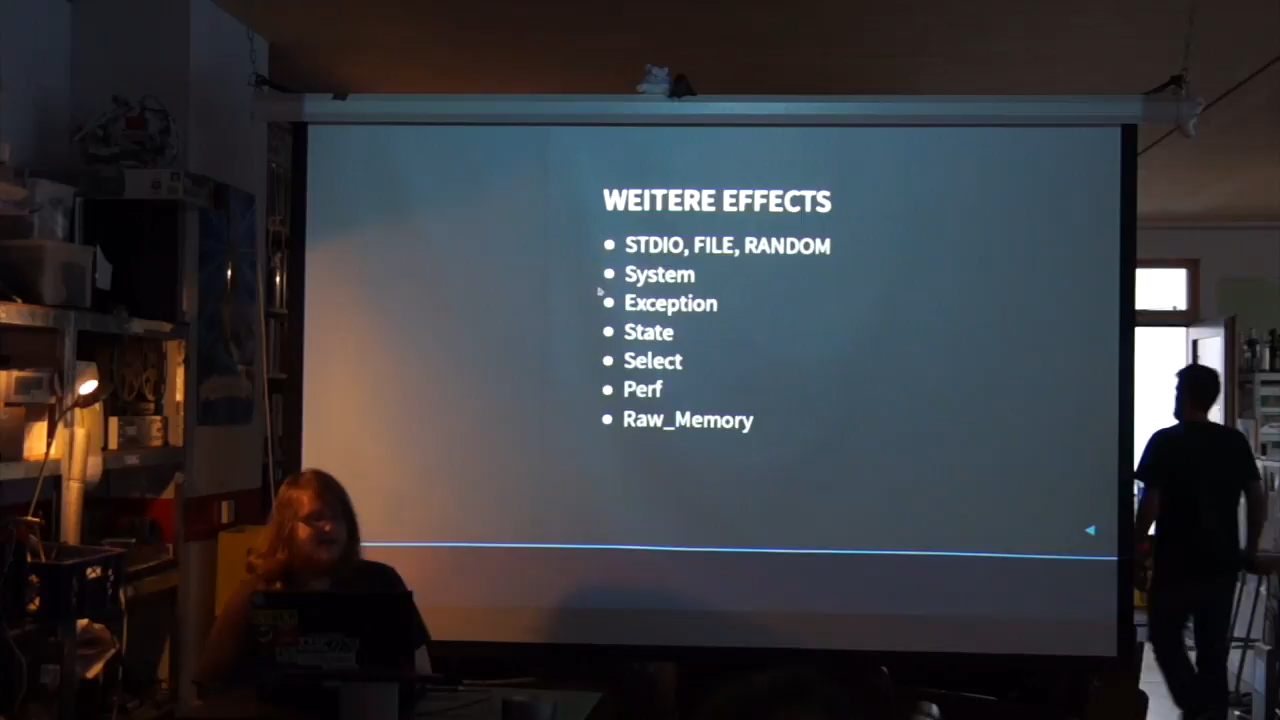 WEITERE EFFECTS
• STDIO, FILE, RANDOM
• System
• Exception
• State
• Select
• Perf
• Raw_Memory